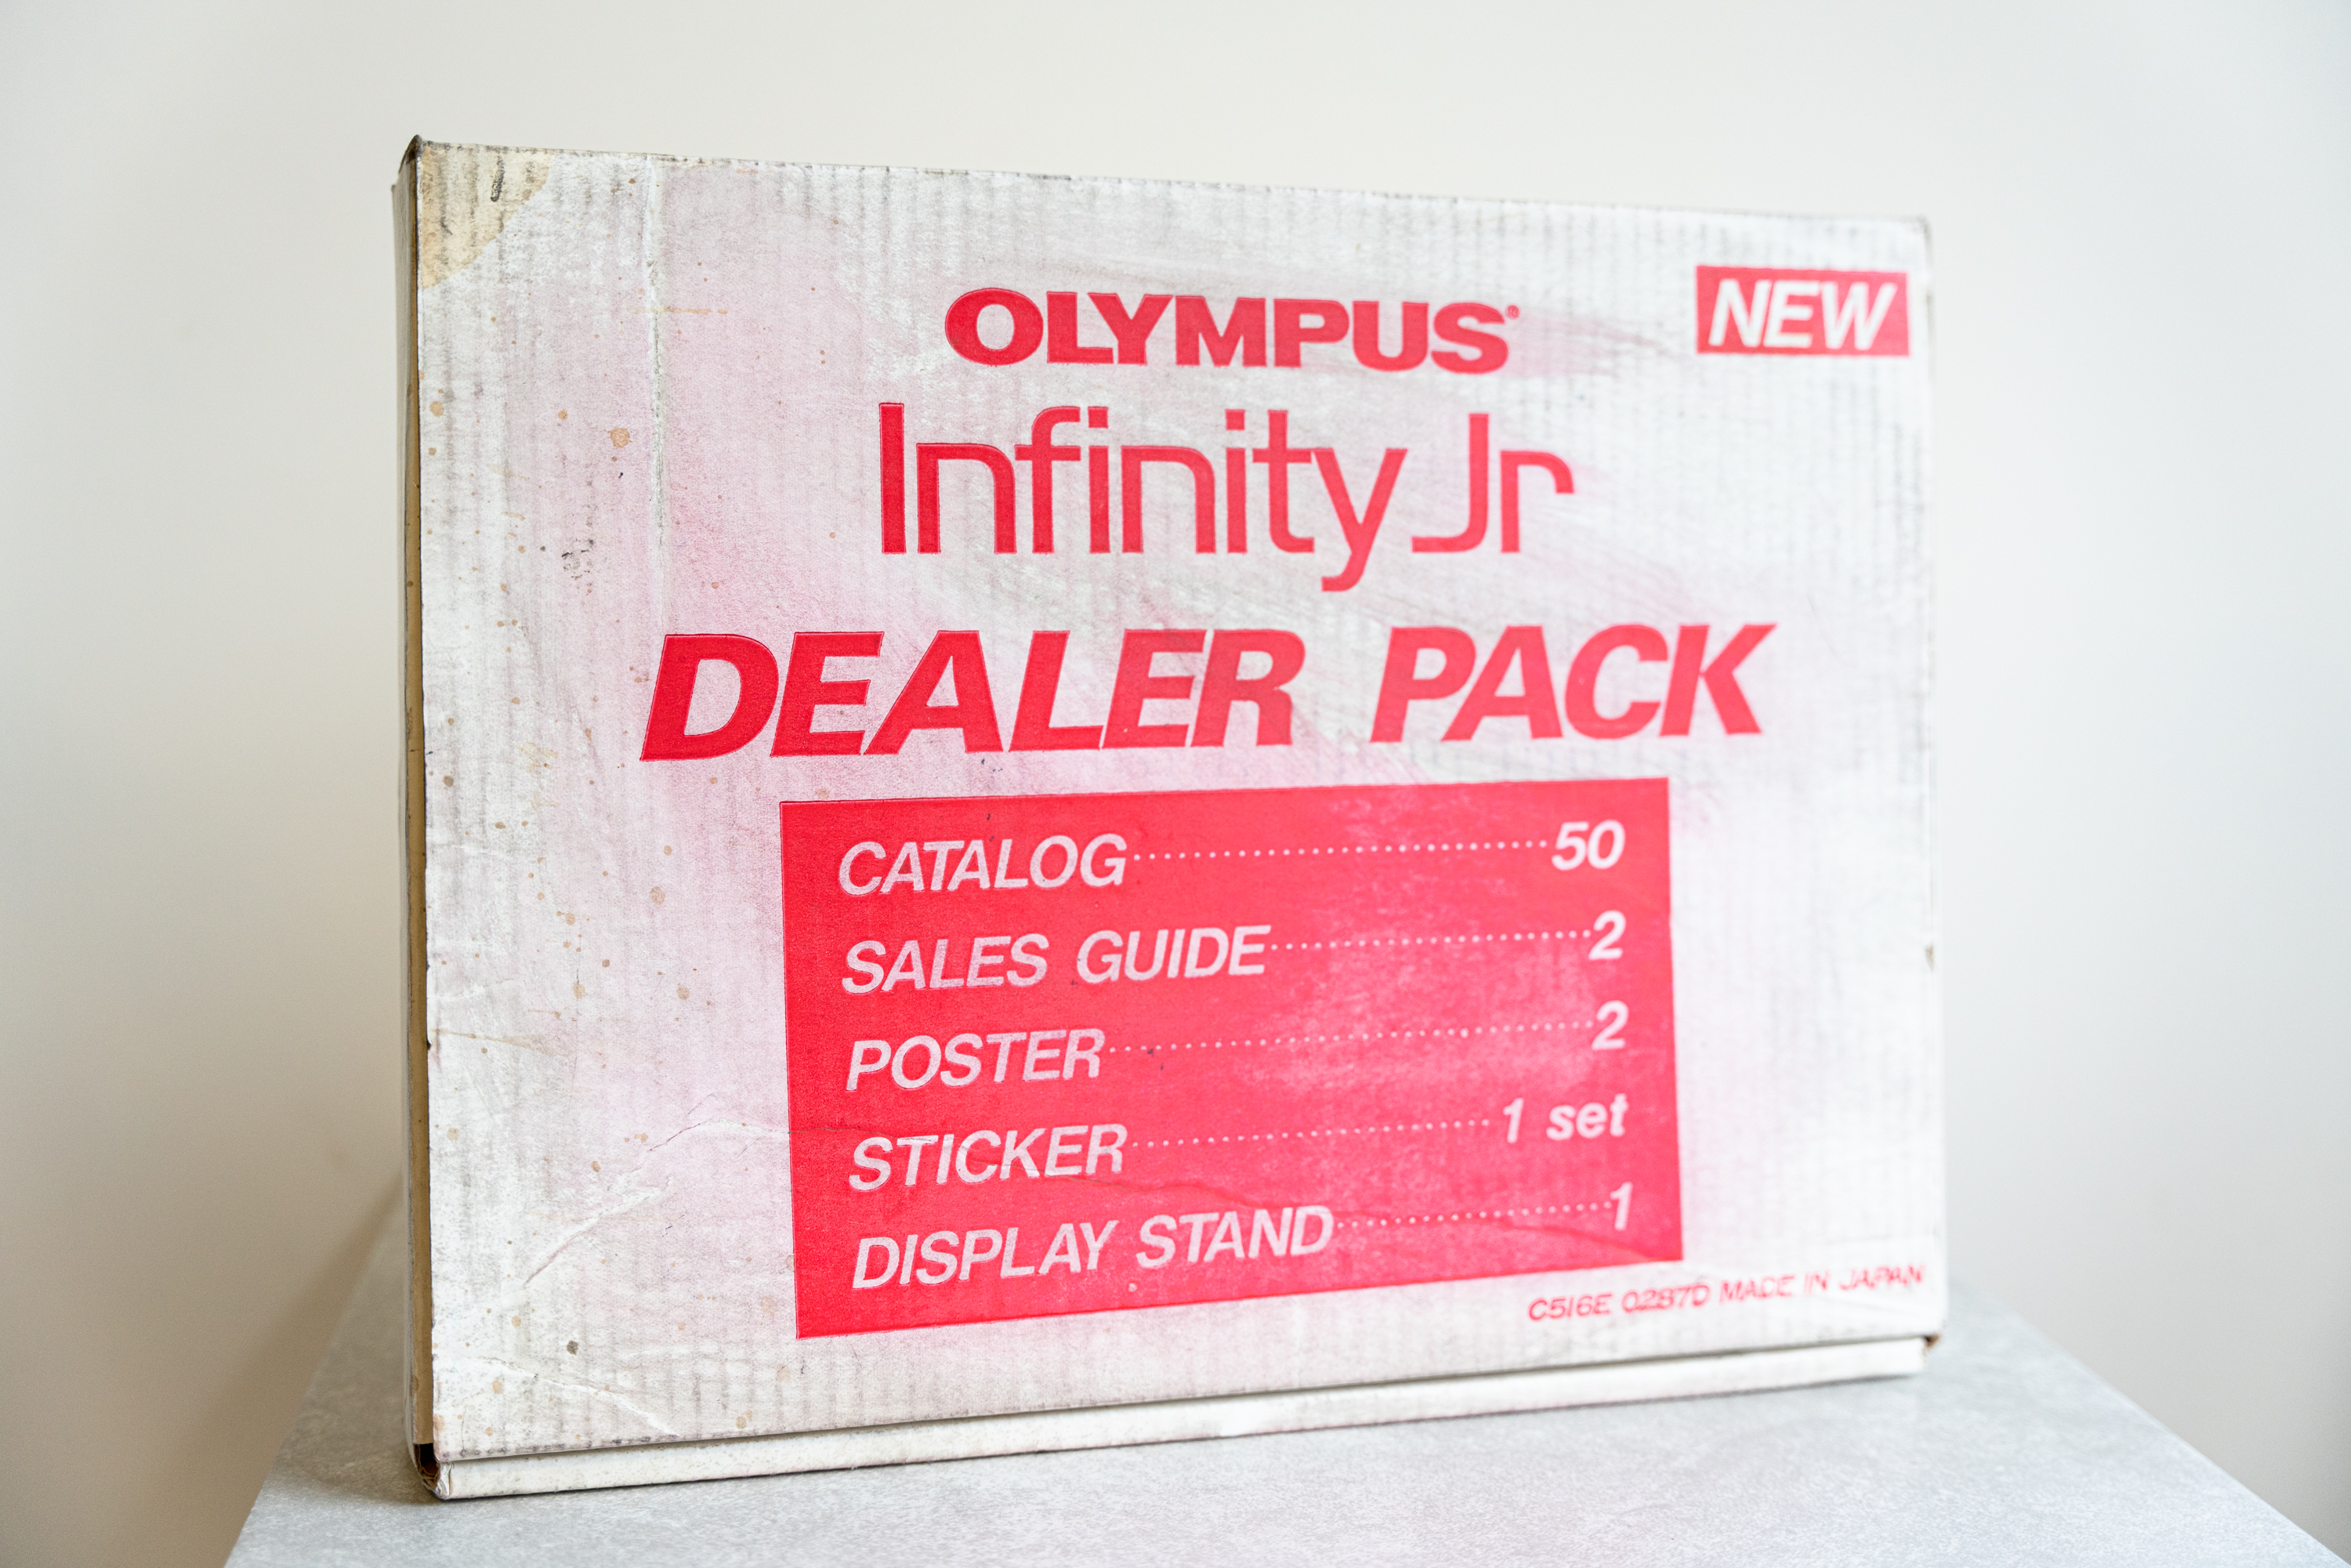 OLYMPUS®
NEW
Infinity Jr
DEALER PACK
CATALOG 50
SALES GUIDE 2
POSTER 2
STICKER 1 set
DISPLAY STAND 1
C516E 0287D MADE IN JAPAN